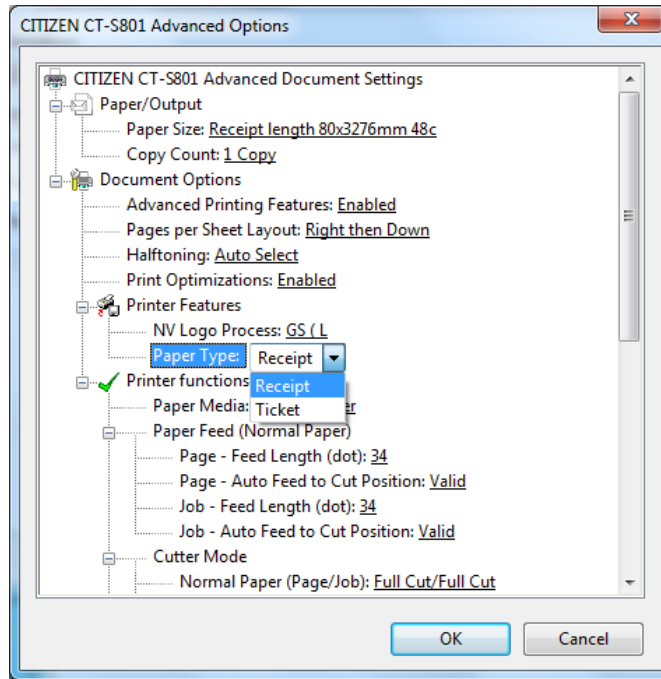 CITIZEN CT-S801 Advanced Options
CITIZEN CT-S801 Advanced Document Settings
Paper/Output
Paper Size: Receipt length 80x3276mm 48c
Copy Count: 1 Copy
Document Options
Advanced Printing Features: Enabled
Pages per Sheet Layout: Right then Down
Halftoning: Auto Select
Print Optimizations: Enabled
Printer Features
NV Logo Process: GS ( L
Paper Type: Receipt
Printer functions Receipt
Paper Media: Ticket
Paper Feed (Normal Paper)
Page - Feed Length (dot): 34
Page - Auto Feed to Cut Position: Valid
Job - Feed Length (dot): 34
Job - Auto Feed to Cut Position: Valid
Cutter Mode
Normal Paper (Page/Job): Full Cut/Full Cut
OK Cancel